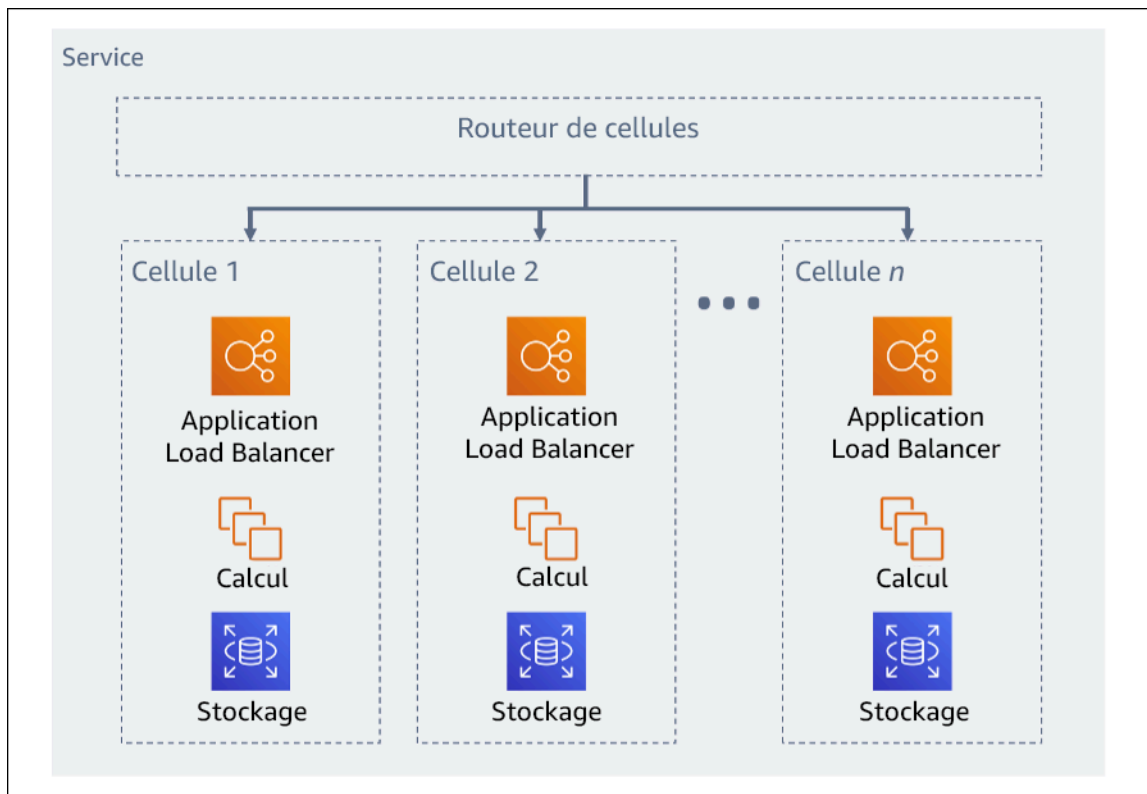 Service
Routeur de cellules
Cellule 1
Application
Load Balancer
Calcul
Stockage
Cellule 2
Application
Load Balancer
Calcul
Stockage
Cellule n
Application
Load Balancer
Calcul
Stockage